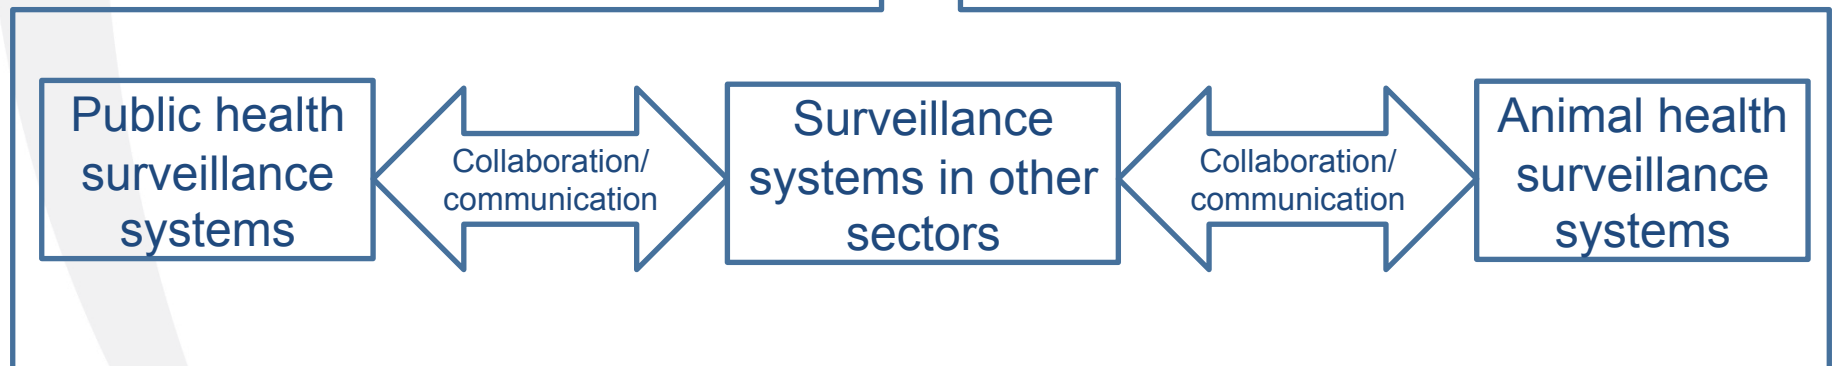 Public health
surveillance
systems
Collaboration/
communication
Surveillance
systems in other
sectors
Collaboration/
communication
Animal health
surveillance
systems